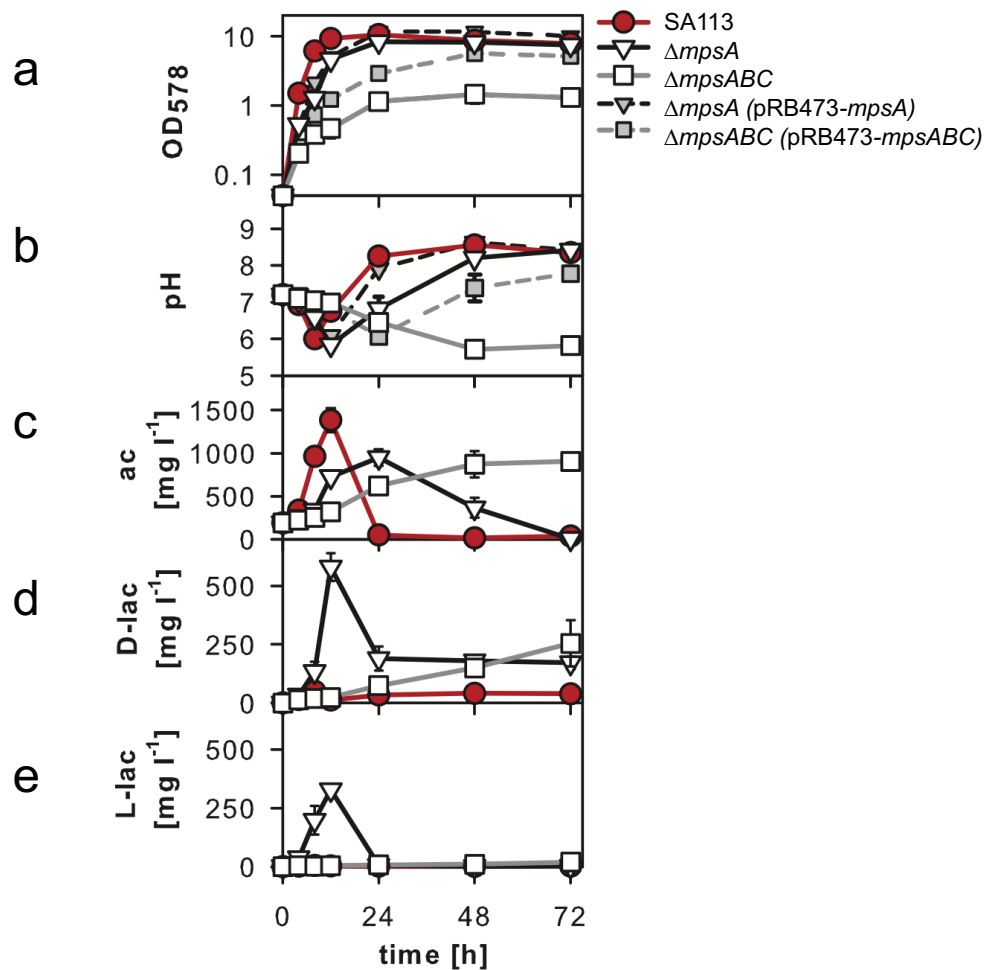 a
OD578
10
1
0.1
SA113
ΔmpsA
ΔmpsABC
ΔmpsA (pRB473-mpsA)
ΔmpsABC (pRB473-mpsABC)
b
pH
9
8
7
6
5
c
ac
[mg l-1]
1500
1000
500
0
d
D-lac
[mg l-1]
500
250
0
e
L-lac
[mg l-1]
500
250
0
0 24 48 72
time [h]